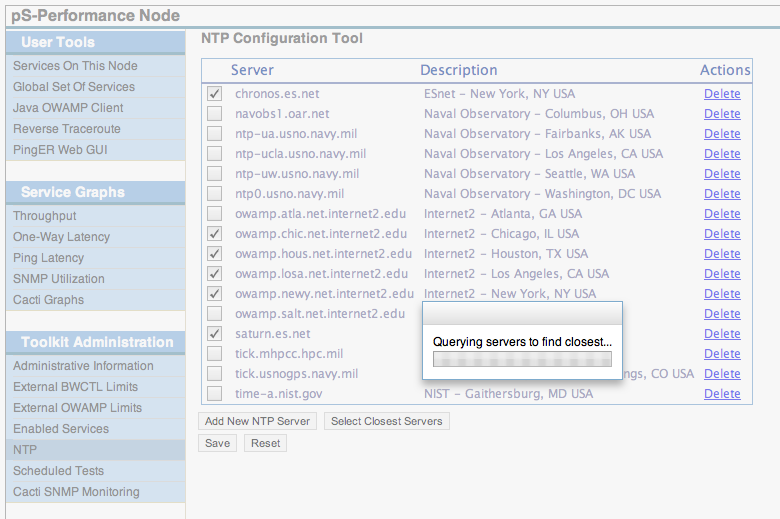 pS-Performance Node
User Tools
Services On This Node
Global Set Of Services
Java OWAMP Client
Reverse Traceroute
PingER Web GUI
Service Graphs
Throughput
One-Way Latency
Ping Latency
SNMP Utilization
Cacti Graphs
Toolkit Administration
Administrative Information
External BWCTL Limits
External OWAMP Limits
Enabled Services
NTP
Scheduled Tests
Cacti SNMP Monitoring
NTP Configuration Tool
Server Description Actions
chronos.es.net ESnet - New York, NY USA Delete
navobs1.oar.net Naval Observatory - Columbus, OH USA Delete
ntp-ua.usno.navy.mil Naval Observatory - Fairbanks, AK USA Delete
ntp-ucla.usno.navy.mil Naval Observatory - Los Angeles, CA USA Delete
ntp-uw.usno.navy.mil Naval Observatory - Seattle, WA USA Delete
ntp0.usno.navy.mil Naval Observatory - Washington, DC USA Delete
owamp.atla.net.internet2.edu Internet2 - Atlanta, GA USA Delete
owamp.chic.net.internet2.edu Internet2 - Chicago, IL USA Delete
owamp.hous.net.internet2.edu Internet2 - Houston, TX USA Delete
owamp.losa.net.internet2.edu Internet2 - Los Angeles, CA USA Delete
owamp.newy.net.internet2.edu Internet2 - New York, NY USA Delete
owamp.salt.net.internet2.edu Delete
saturn.es.net Delete
tick.mhpcc.hpc.mil Delete
tick.usnogps.navy.mil ngs, CO USA Delete
time-a.nist.gov NIST - Gaithersburg, MD USA Delete
Querying servers to find closest...
Add New NTP Server Select Closest Servers
Save Reset